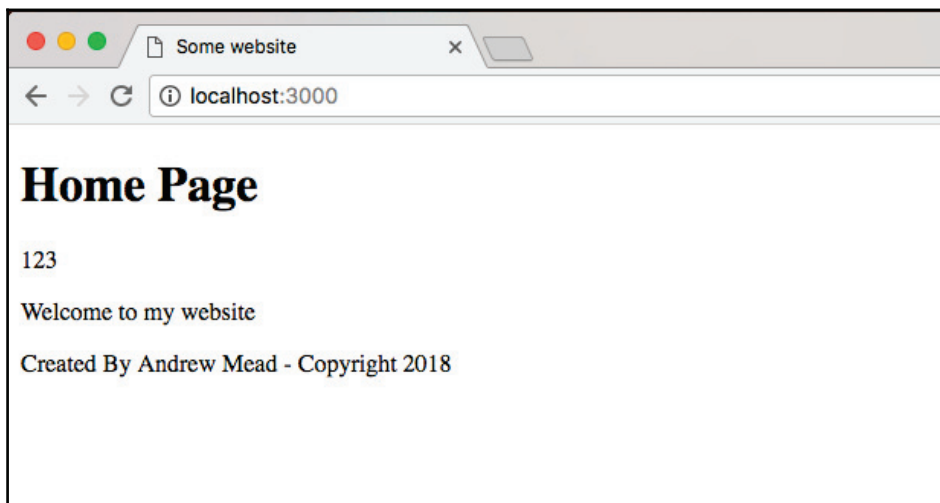 Some website
localhost:3000
Home Page
123
Welcome to my website
Created By Andrew Mead - Copyright 2018